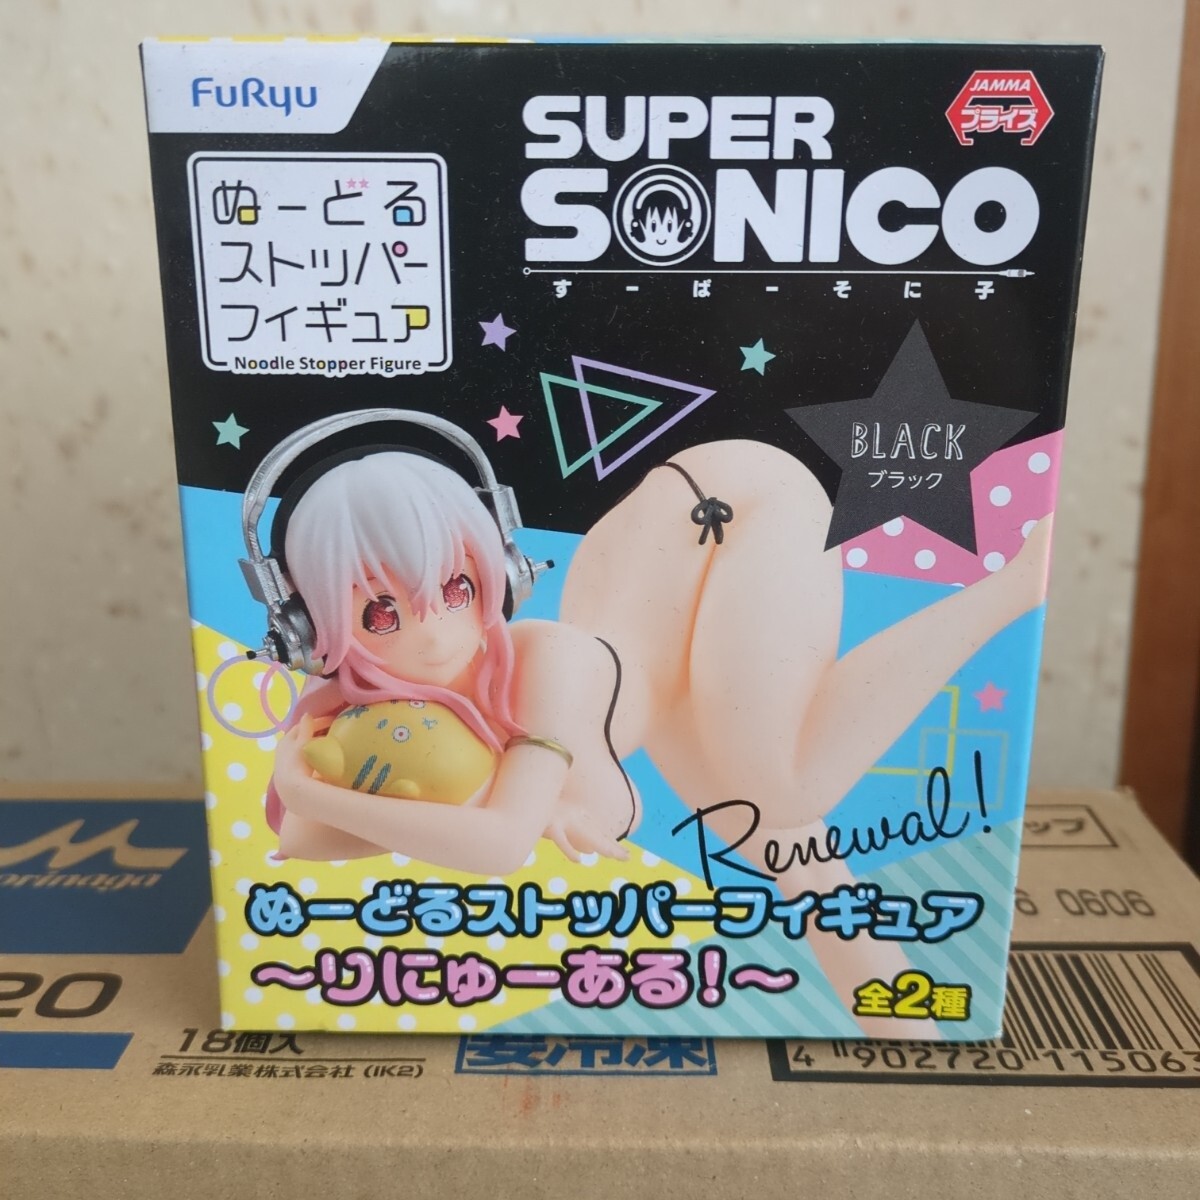 FuRyu
JAMMA
プライズ
SUPER
SONICO
すーぱーそに子
ぬーどる
ストッパー
フィギュア
Noodle Stopper Figure
BLACK
ブラック
Renewal!
ぬーどるストッパーフィギュア
～りにゅーある!～
全2種
orinaga
ップ
6 0606
20
18個入
森永乳業株式会社 (IK2)
要冷凍
4 902720 115063